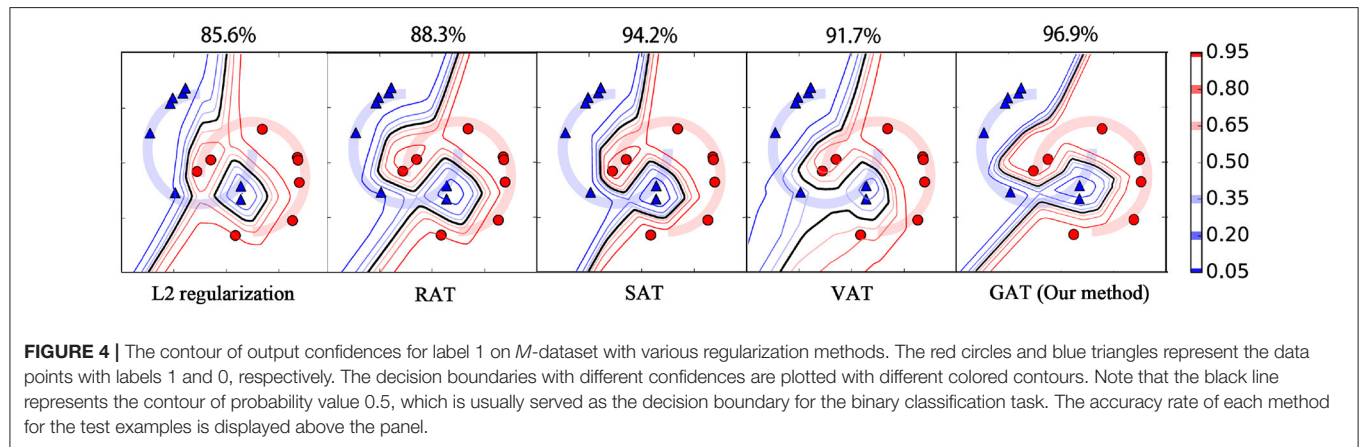 85.6% 88.3% 94.2% 91.7% 96.9%
0.95
0.80
0.65
0.50
0.35
0.20
0.05
L2 regularization RAT SAT VAT GAT (Our method)
FIGURE 4 | The contour of output confidences for label 1 on M-dataset with various regularization methods. The red circles and blue triangles represent the data
points with labels 1 and 0, respectively. The decision boundaries with different confidences are plotted with different colored contours. Note that the black line
represents the contour of probability value 0.5, which is usually served as the decision boundary for the binary classification task. The accuracy rate of each method
for the test examples is displayed above the panel.